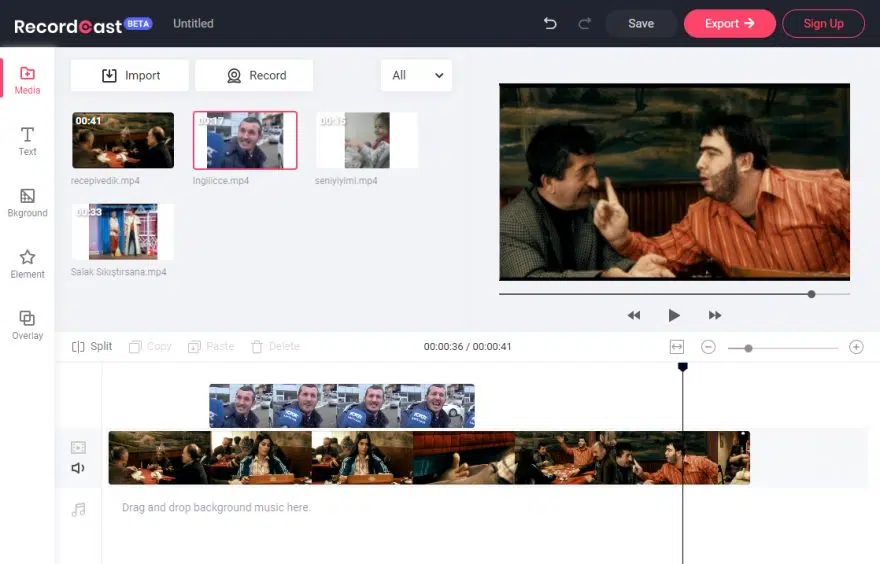 RecordCast BETA Untitled Save Export Sign Up
Import Record All
Media
00:41 00:17 00:15
recepivedik.mp4 ingiiicce.mp4 seniyiyimi.mp4
Text
Bkground
00:33
Salak Sıkıştırsana.mp4
Element
Overlay
Split Copy Paste Delete 00:00:36 / 00:00:41
Drag and drop background music here.